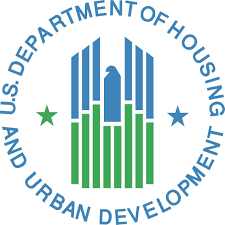 U.S. DEPARTMENT OF HOUSING
AND URBAN DEVELOPMENT